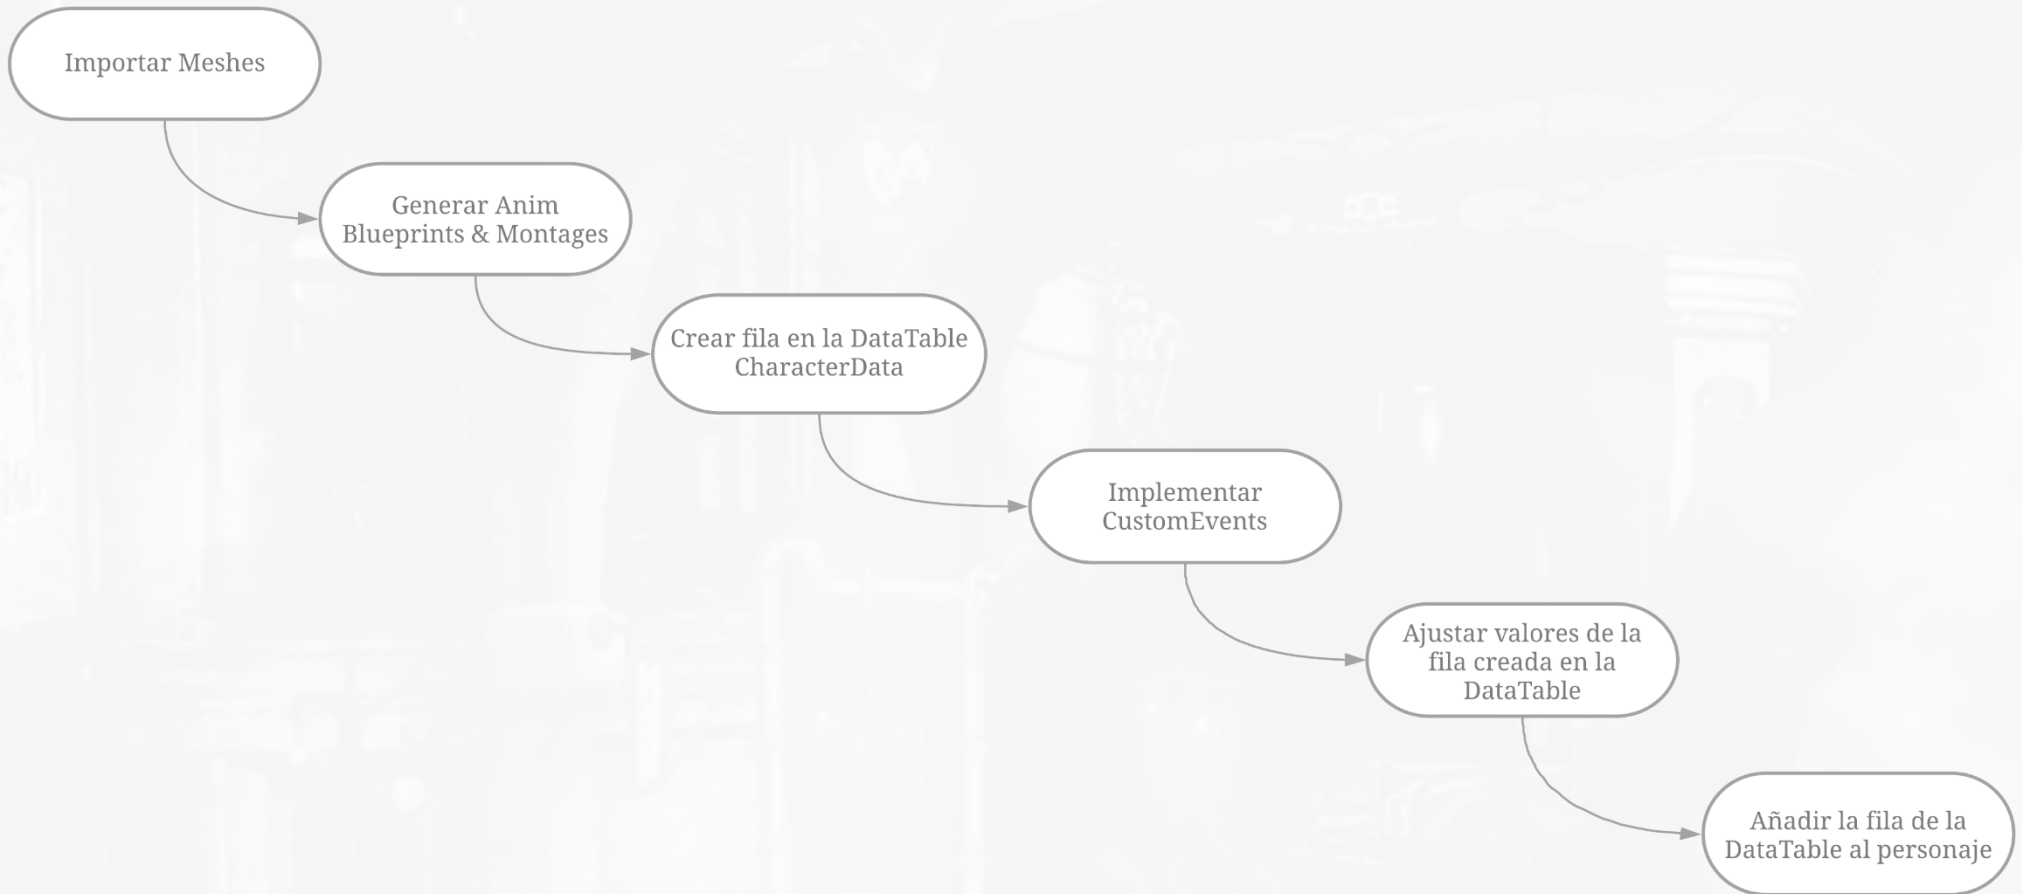 Importar Meshes
Generar Anim
Blueprints & Montages
Crear fila en la DataTable
CharacterData
Implementar
CustomEvents
Ajustar valores de la
fila creada en la
DataTable
Añadir la fila de la
DataTable al personaje